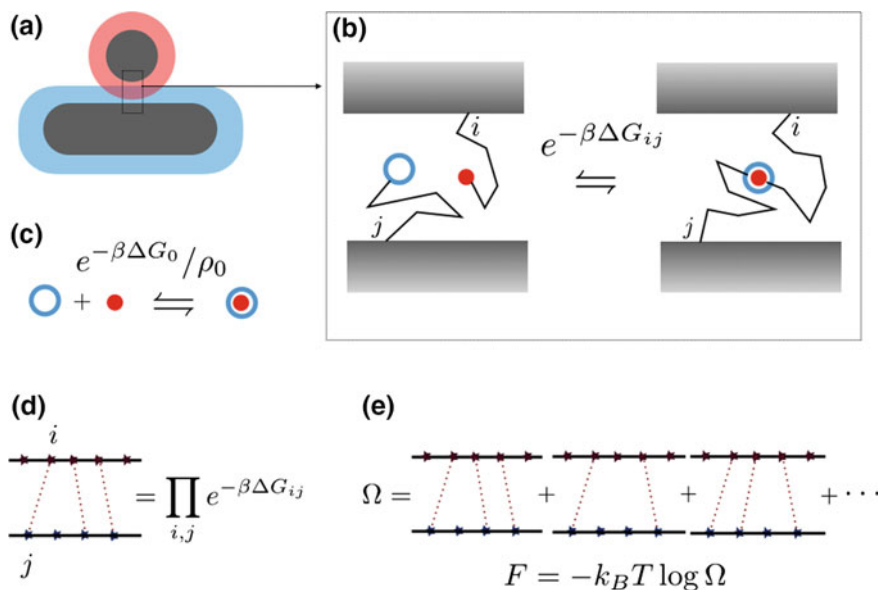 (a)
(b)
i
e^{-βΔG_{ij}}
⇌
j
i
j
(c)
e^{-βΔG_0}/ρ_0
+ ⇌
(d)
i
= ∏_{i,j} e^{-βΔG_{ij}}
j
(e)
Ω = + + + ···
F = −k_B T log Ω